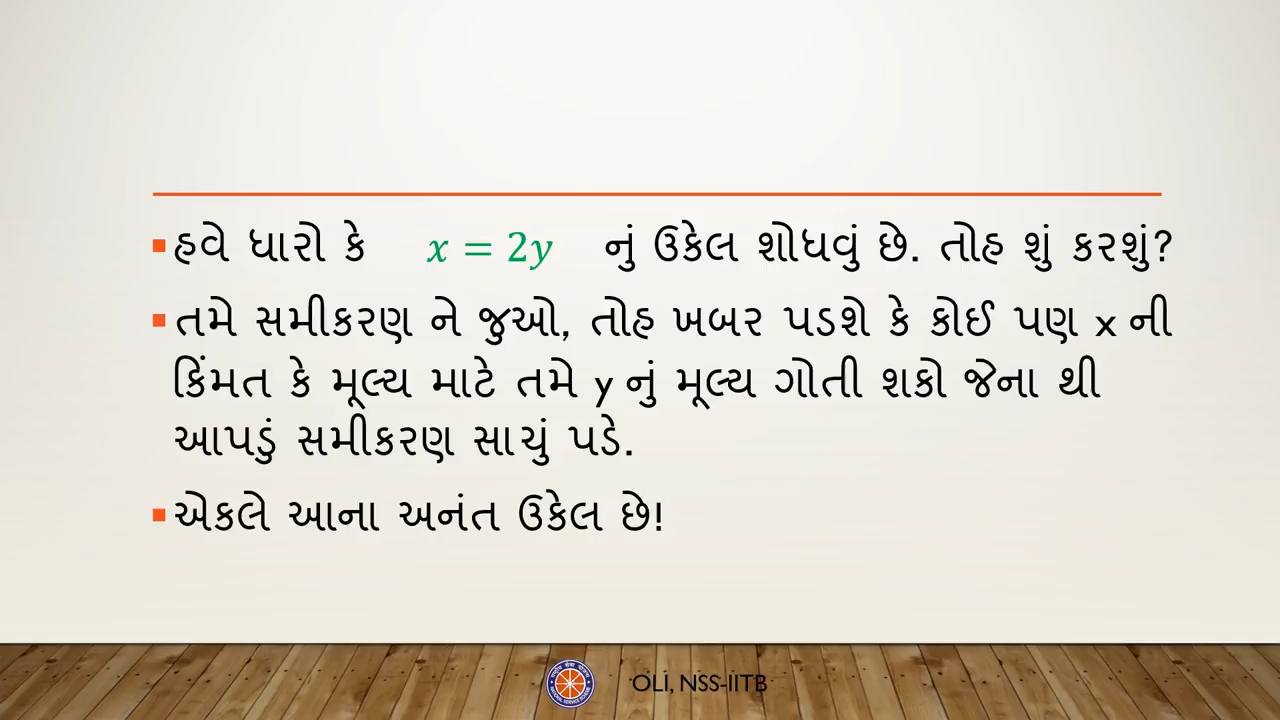 હવે ધારો કે x = 2y નું ઉકેલ શોધવું છે. તોહ શું કરશું?
તમે સમીકરણ ને જુઓ, તોહ ખબર પડશે કે કોઈ પણ x ની
કિંમત કે મૂલ્ય માટે તમે y નું મૂલ્ય ગોતી શકો જેના થી
આપડું સમીકરણ સાચું પડે.
એકલે આના અનંત ઉકેલ છે!
OLI, NSS-IITB